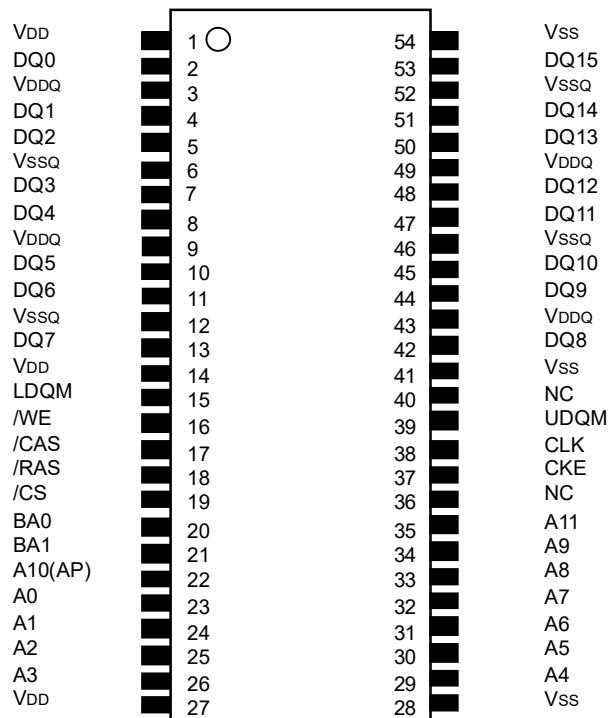 VDD 1 54 VSS
DQ0 2 53 DQ15
VDDQ 3 52 VSSQ
DQ1 4 51 DQ14
DQ2 5 50 DQ13
VSSQ 6 49 VDDQ
DQ3 7 48 DQ12
DQ4 8 47 DQ11
VDDQ 9 46 VSSQ
DQ5 10 45 DQ10
DQ6 11 44 DQ9
VSSQ 12 43 VDDQ
DQ7 13 42 DQ8
VDD 14 41 VSS
LDQM 15 40 NC
/WE 16 39 UDQM
/CAS 17 38 CLK
/RAS 18 37 CKE
/CS 19 36 NC
BA0 20 35 A11
BA1 21 34 A9
A10(AP) 22 33 A8
A0 23 32 A7
A1 24 31 A6
A2 25 30 A5
A3 26 29 A4
VDD 27 28 VSS